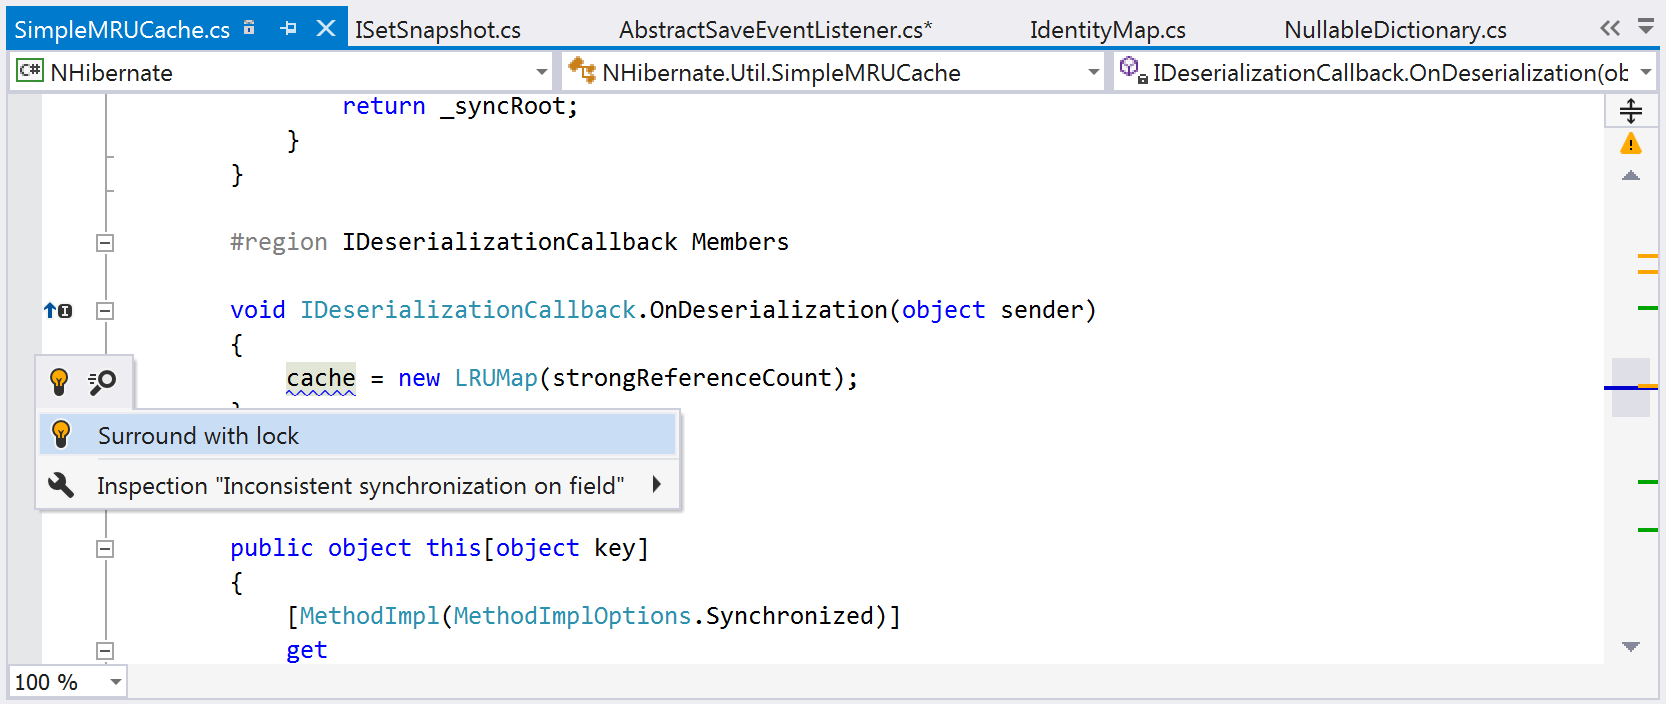 SimpleMRUCache.cs ISetSnapshot.cs AbstractSaveEventListener.cs* IdentityMap.cs NullableDictionary.cs
C# NHibernate NHibernate.Util.SimpleMRUCache IDeserializationCallback.OnDeserialization(ob
return _syncRoot;
}
}
#region IDeserializationCallback Members
void IDeserializationCallback.OnDeserialization(object sender)
{
cache = new LRUMap(strongReferenceCount);
Surround with lock
Inspection "Inconsistent synchronization on field"
public object this[object key]
{
[MethodImpl(MethodImplOptions.Synchronized)]
get
100 %